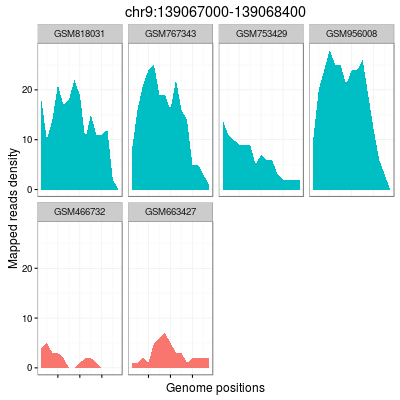 chr9:139067000-139068400
GSM818031 GSM767343 GSM753429 GSM956008
20
10
0
GSM466732 GSM663427
20
10
0
Mapped reads density
Genome positions